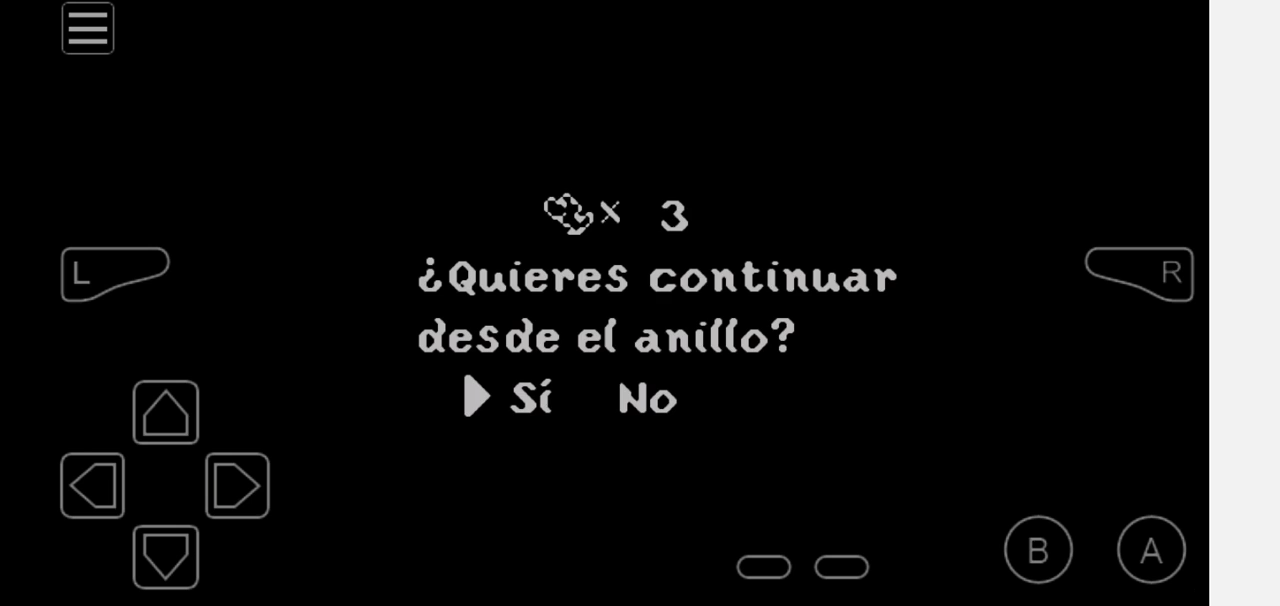 × 3
¿Quieres continuar
desde el anillo?
Sí No
L
R
B
A